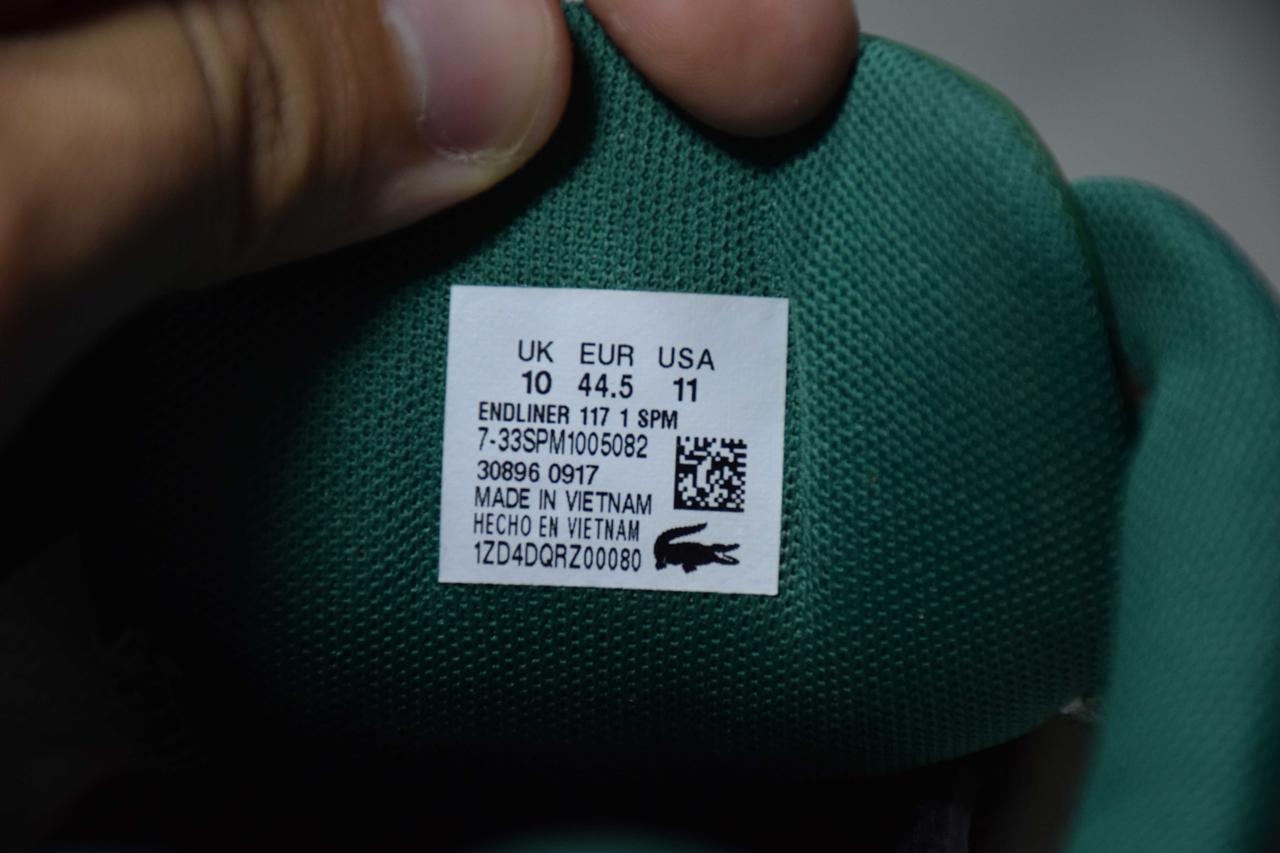 UK EUR USA
10 44.5 11
ENDLINER 117 1 SPM
7-33SPM1005082
30896 0917
MADE IN VIETNAM
HECHO EN VIETNAM
1ZD4DQRZ00080